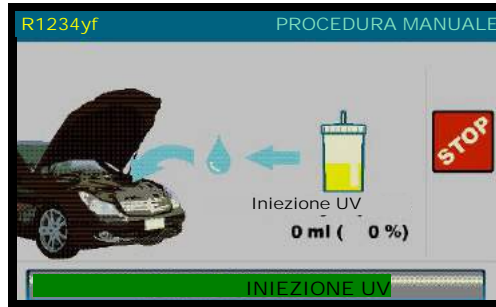 R1234yf PROCEDURA MANUALE
STOP
Iniezione UV
0 ml ( 0 %)
INIEZIONE UV